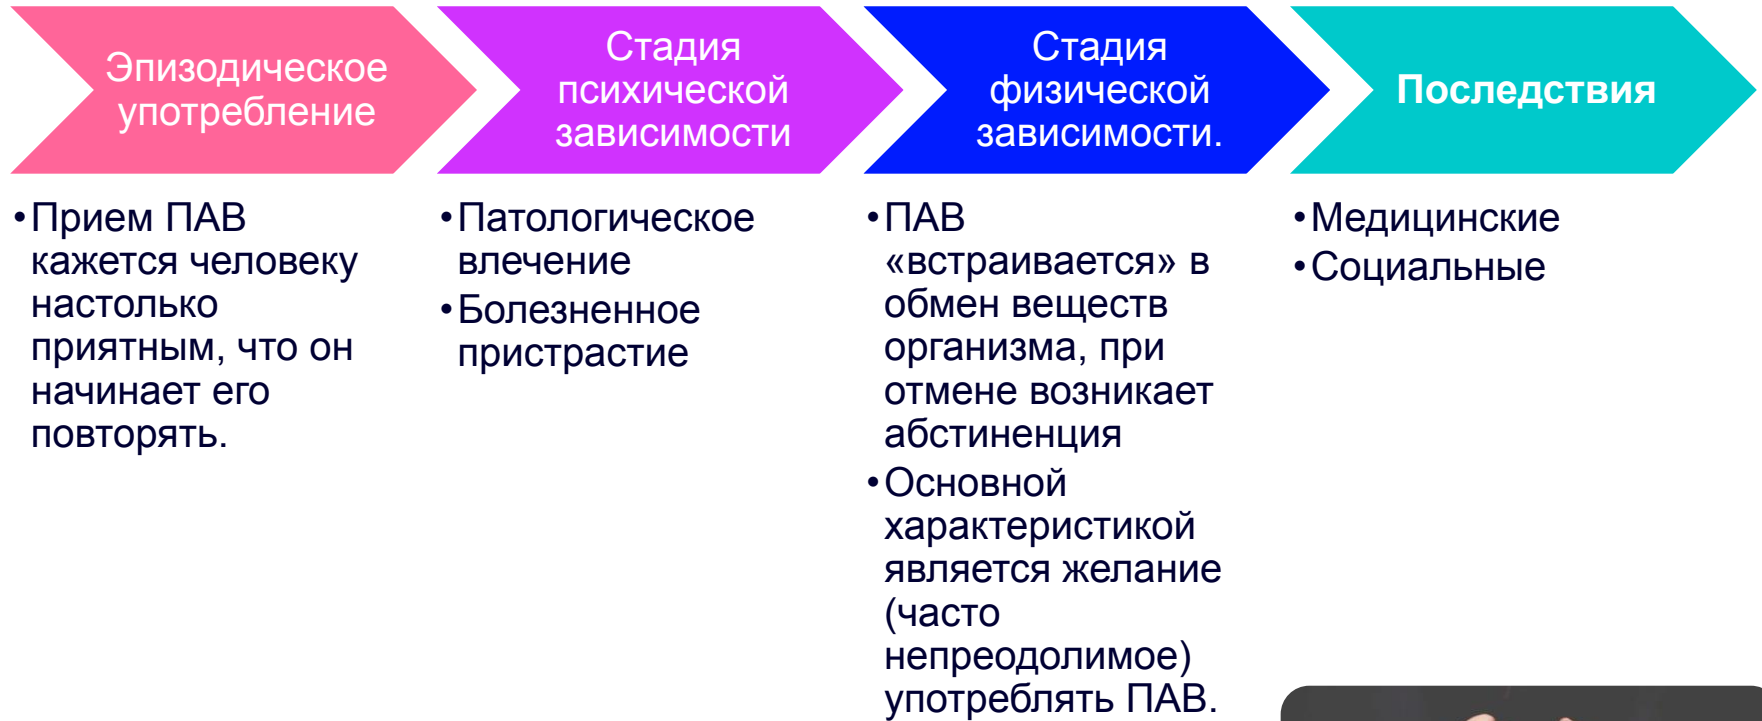 Эпизодическое
употребление
Стадия
психической
зависимости
Стадия
физической
зависимости.
Последствия
•Прием ПАВ
кажется человеку
настолько
приятным, что он
начинает его
повторять.
•Патологическое
влечение
•Болезненное
пристрастие
•ПАВ
«встраивается» в
обмен веществ
организма, при
отмене возникает
абстиненция
•Основной
характеристикой
является желание
(часто
непреодолимое)
употреблять ПАВ.
•Медицинские
•Социальные